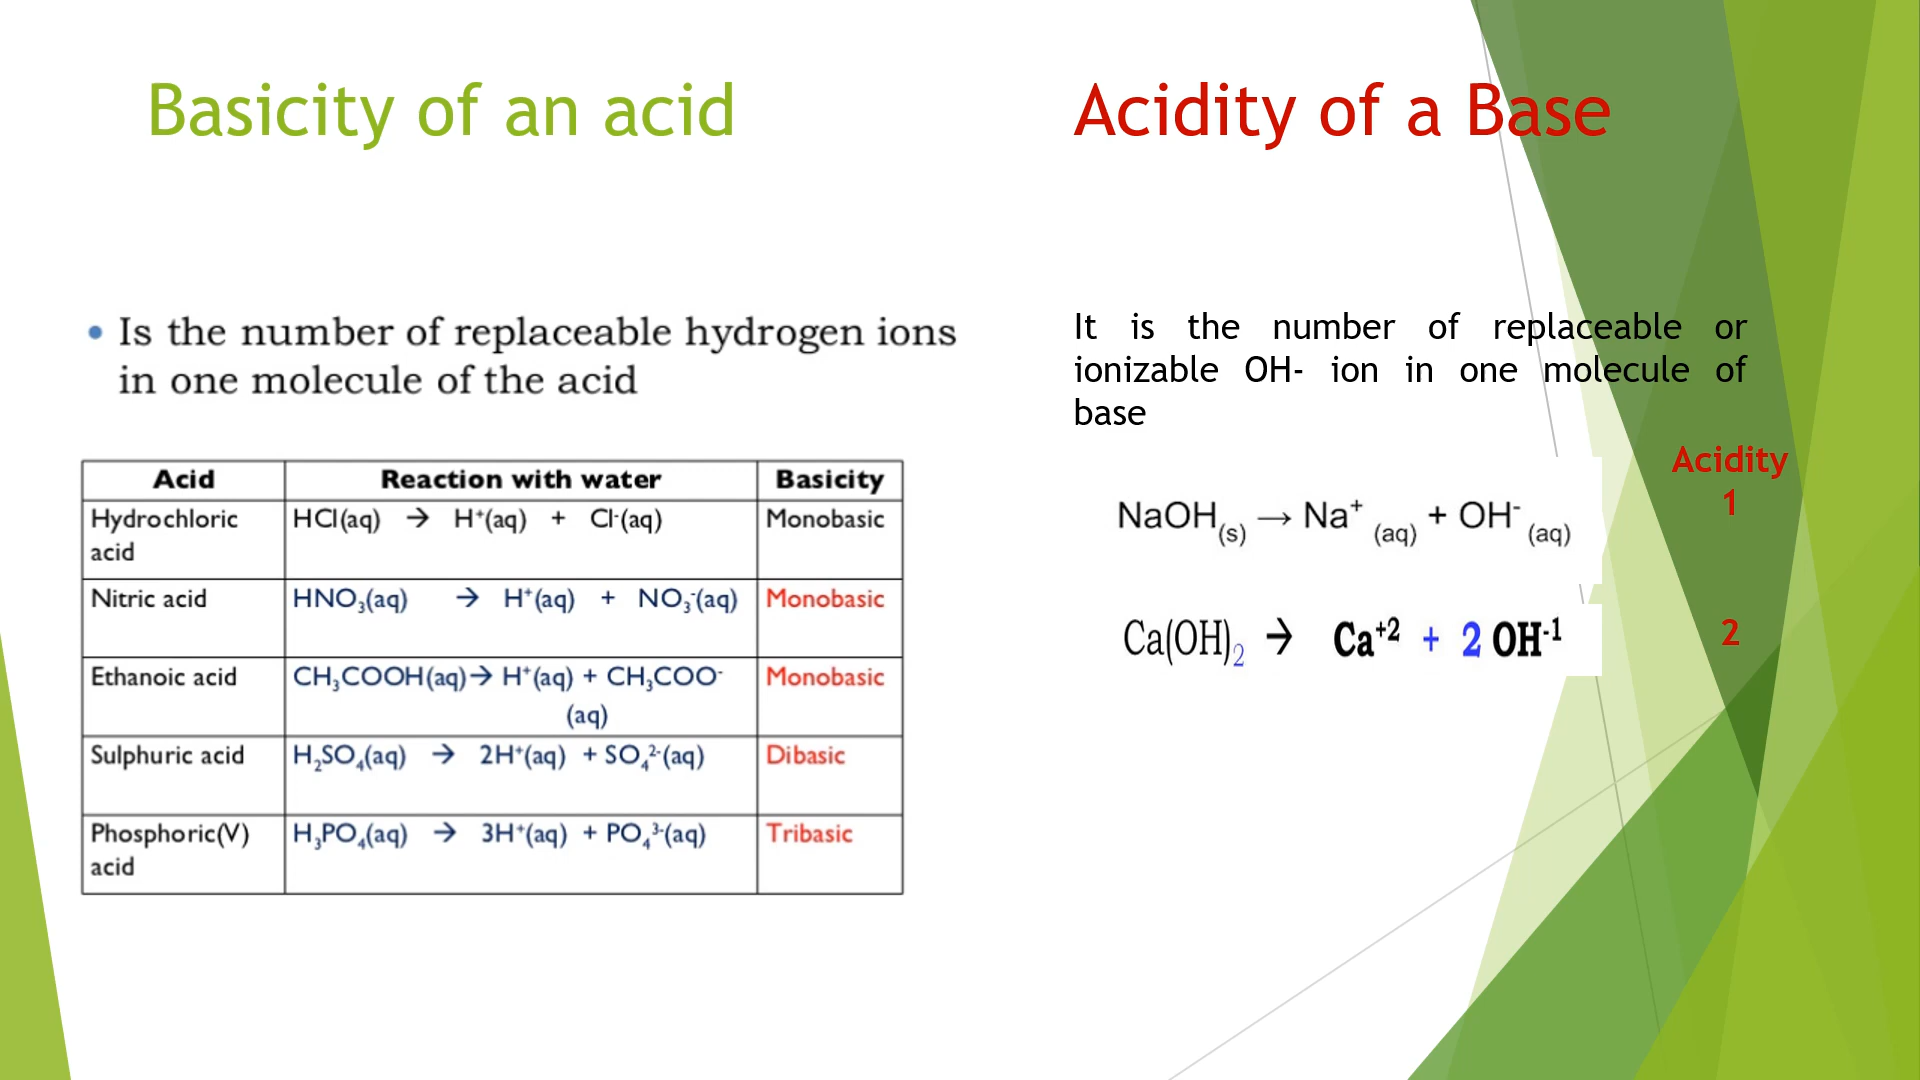 Basicity of an acid
• Is the number of replaceable hydrogen ions
in one molecule of the acid
Acid Reaction with water Basicity
Hydrochloric
acid
HCl(aq) → H⁺(aq) + Cl⁻(aq) Monobasic
Nitric acid HNO₃(aq) → H⁺(aq) + NO₃⁻(aq) Monobasic
Ethanoic acid CH₃COOH(aq)→ H⁺(aq) + CH₃COO⁻
(aq)
Monobasic
Sulphuric acid H₂SO₄(aq) → 2H⁺(aq) + SO₄²⁻(aq) Dibasic
Phosphoric(V)
acid
H₃PO₄(aq) → 3H⁺(aq) + PO₄³⁻(aq) Tribasic
Acidity of a Base
It is the number of replaceable or
ionizable OH- ion in one molecule of
base
Acidity
NaOH₍s₎ → Na⁺ (aq) + OH⁻ (aq) 1
Ca(OH)₂ → Ca⁺² + 2 OH⁻¹ 2